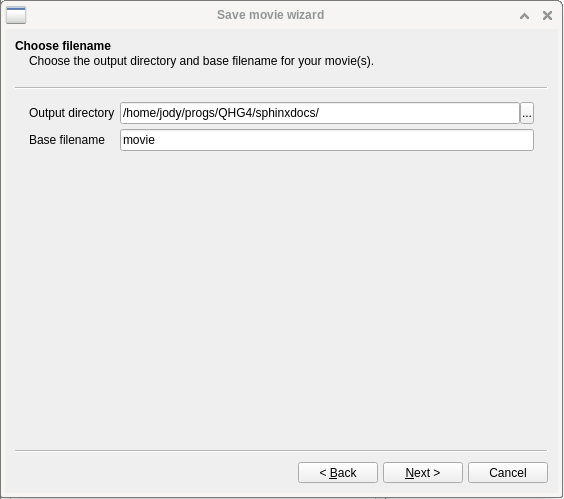 Save movie wizard
Choose filename
Choose the output directory and base filename for your movie(s).
Output directory /home/jody/progs/QHG4/sphinxdocs/ ...
Base filename movie
< Back Next > Cancel